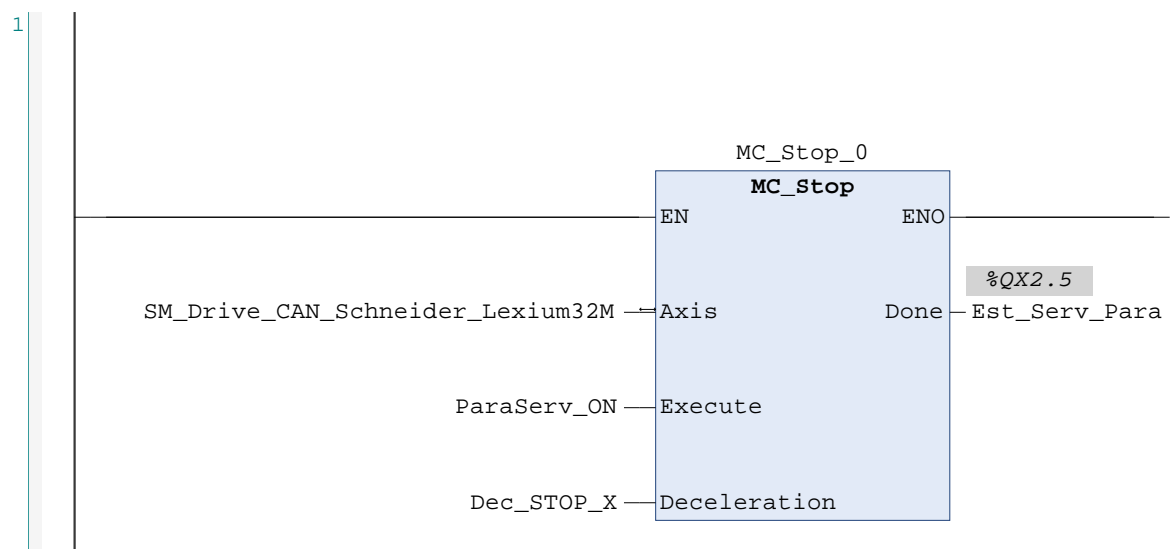 1
MC_Stop_0
MC_Stop
EN ENO
%QX2.5
SM_Drive_CAN_Schneider_Lexium32M Axis Done Est_Serv_Para
ParaServ_ON Execute
Dec_STOP_X Deceleration